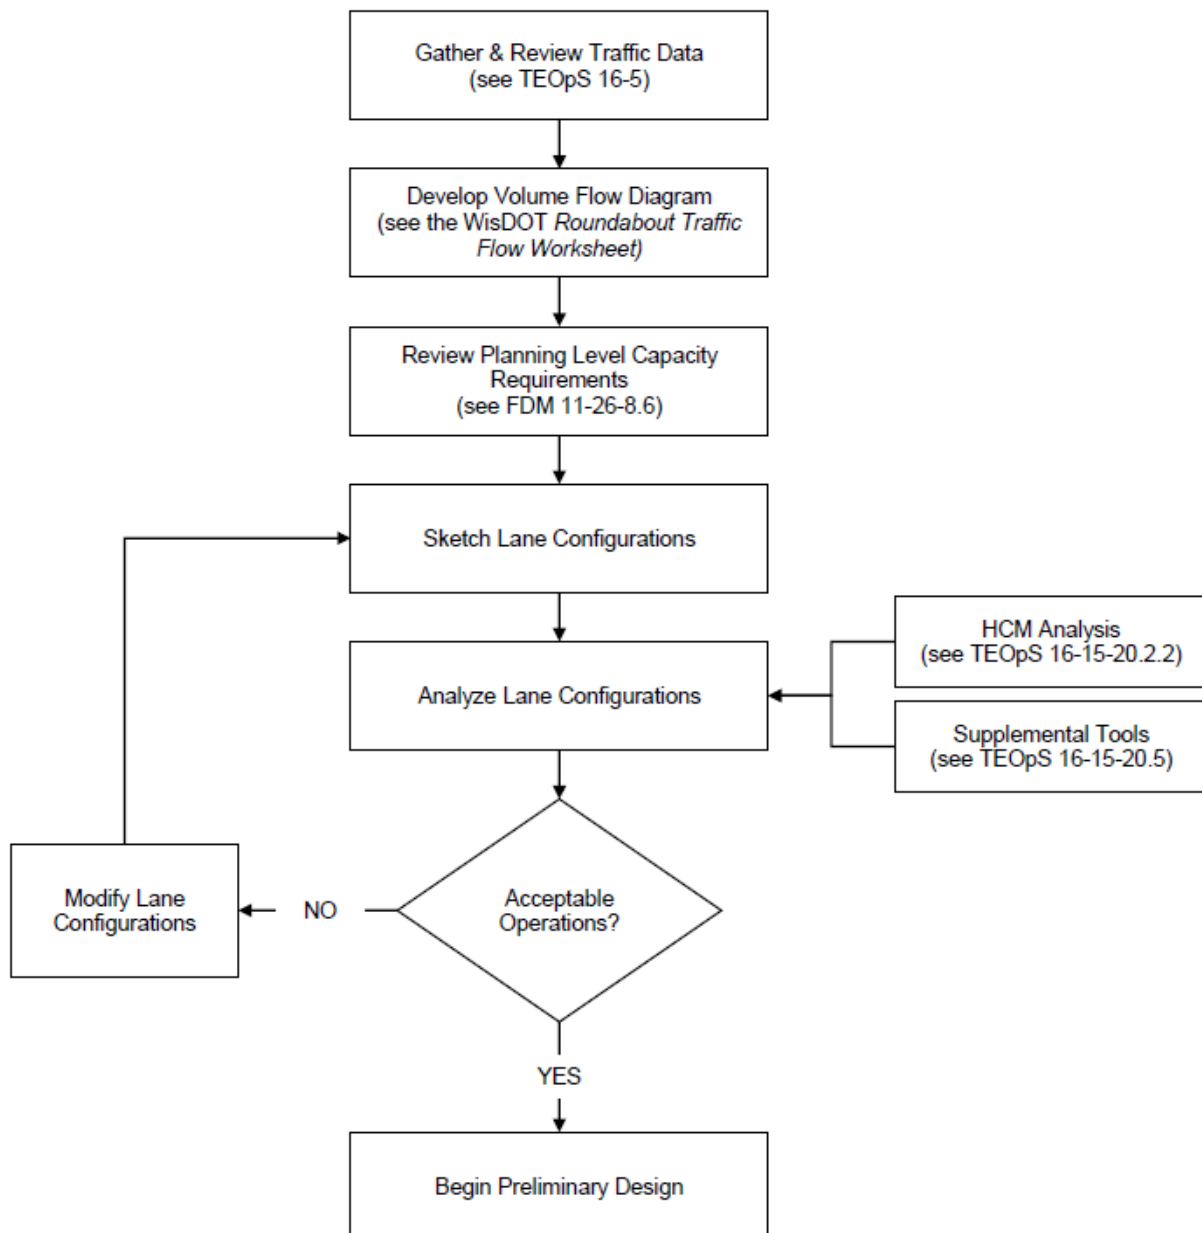 Gather & Review Traffic Data
(see TEOpS 16-5)
Develop Volume Flow Diagram
(see the WisDOT Roundabout Traffic
Flow Worksheet)
Review Planning Level Capacity
Requirements
(see FDM 11-26-8.6)
Sketch Lane Configurations
Analyze Lane Configurations
HCM Analysis
(see TEOpS 16-15-20.2.2)
Supplemental Tools
(see TEOpS 16-15-20.5)
Acceptable
Operations?
NO
Modify Lane
Configurations
YES
Begin Preliminary Design